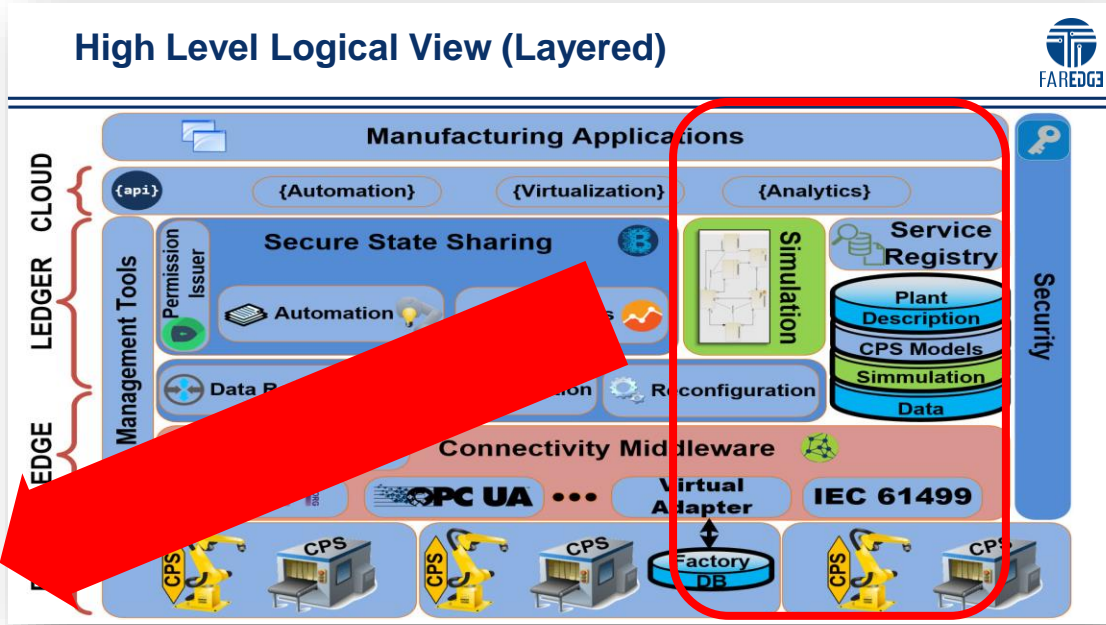 High Level Logical View (Layered)
FAREDGE
Manufacturing Applications
CLOUD
{api}
{Automation}
{Virtualization}
{Analytics}
LEDGER
Management Tools
Permission
Issuer
Secure State Sharing
Automation
Simulation
Service
Registry
Plant
Description
CPS Models
Simmulation
Data
Security
Data
Reconfiguration
EDGE
Connectivity Middleware
OPC UA
•••
Virtual
Adapter
IEC 61499
CPS
CPS
CPS
CPS
Factory
DB
CPS
CPS